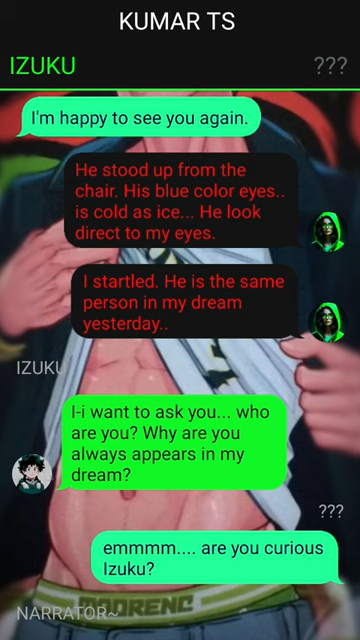 KUMAR TS
IZUKU
???
I'm happy to see you again.
He stood up from the
chair. His blue color eyes..
is cold as ice... He look
direct to my eyes.
I startled. He is the same
person in my dream
yesterday..
IZUKU
I-i want to ask you... who
are you? Why are you
always appears in my
dream?
???
emmmm.... are you curious
Izuku?
NARRATOR~